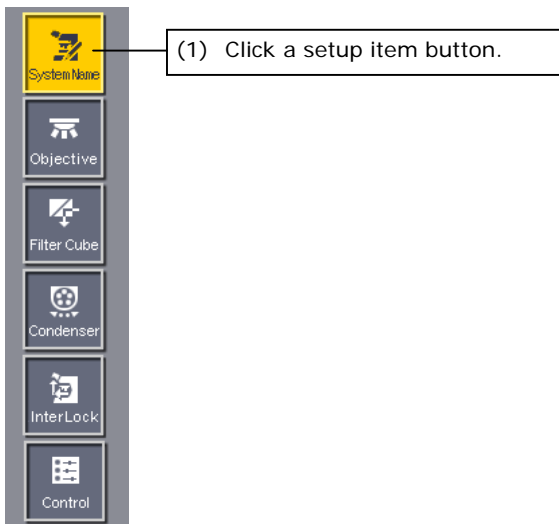 System Name
(1) Click a setup item button.
Objective
Filter Cube
Condenser
InterLock
Control